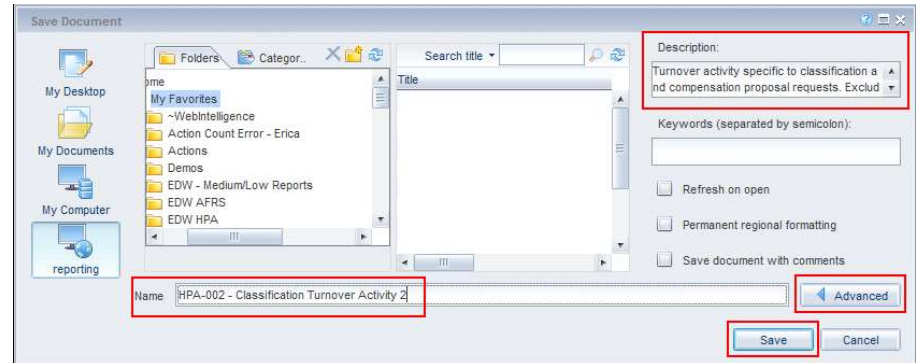 Save Document
My Desktop
My Documents
My Computer
reporting
Folders
Categor..
ome
My Favorites
~WebIntelligence
Action Count Error - Erica
Actions
Demos
EDW - Medium/Low Reports
EDW AFRS
EDW HPA
Search title
Title
Description:
Turnover activity specific to classification a
nd compensation proposal requests. Exclud
Keywords (separated by semicolon):
Refresh on open
Permanent regional formatting
Save document with comments
Name HPA-002 - Classification Turnover Activity 2
Advanced
Save
Cancel